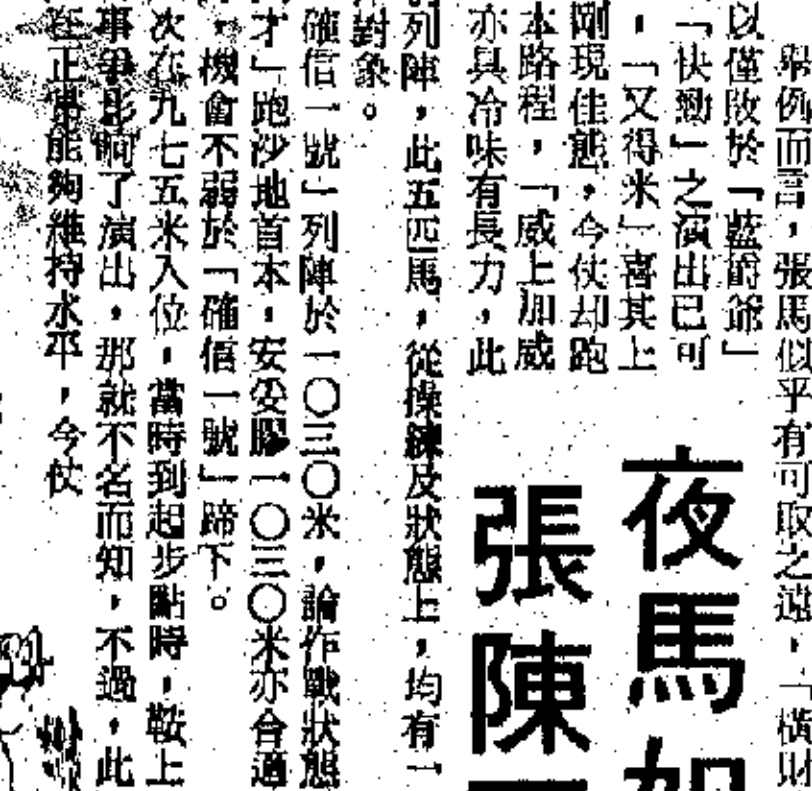 舉例而言，張馬似乎有可取之遠，「橫財
以僅敗於「藍爵爺」
「快勁」之演出已可
，「又得米」喜其上
剛現佳態，今仗却跑
本路程，「威上加威
亦具冷味有長力，此
夜馬
張陳
列陣，此五匹馬，從操練及狀態上，均有一
對象。
確信一號」列陣於一〇三〇米，論作戰狀態
才」跑沙地首本，安妥膠一〇三〇米亦合適
，機會不弱於「確信一號」蹄下。
次在九七五米入位，當時到起步點時，鞍上
事爭影响了演出，那就不名而知，不過，此
在正常能夠維持水平，今仗